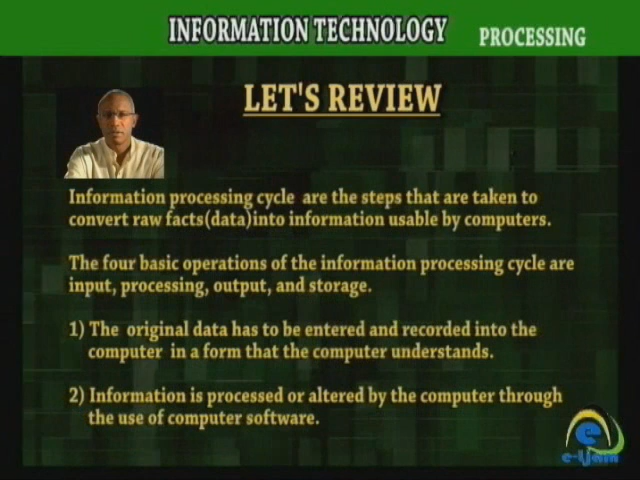 INFORMATION TECHNOLOGY PROCESSING
LET'S REVIEW
Information processing cycle are the steps that are taken to
convert raw facts(data)into information usable by computers.
The four basic operations of the information processing cycle are
input, processing, output, and storage.
1) The original data has to be entered and recorded into the
computer in a form that the computer understands.
2) Information is processed or altered by the computer through
the use of computer software.
e
e-Jam